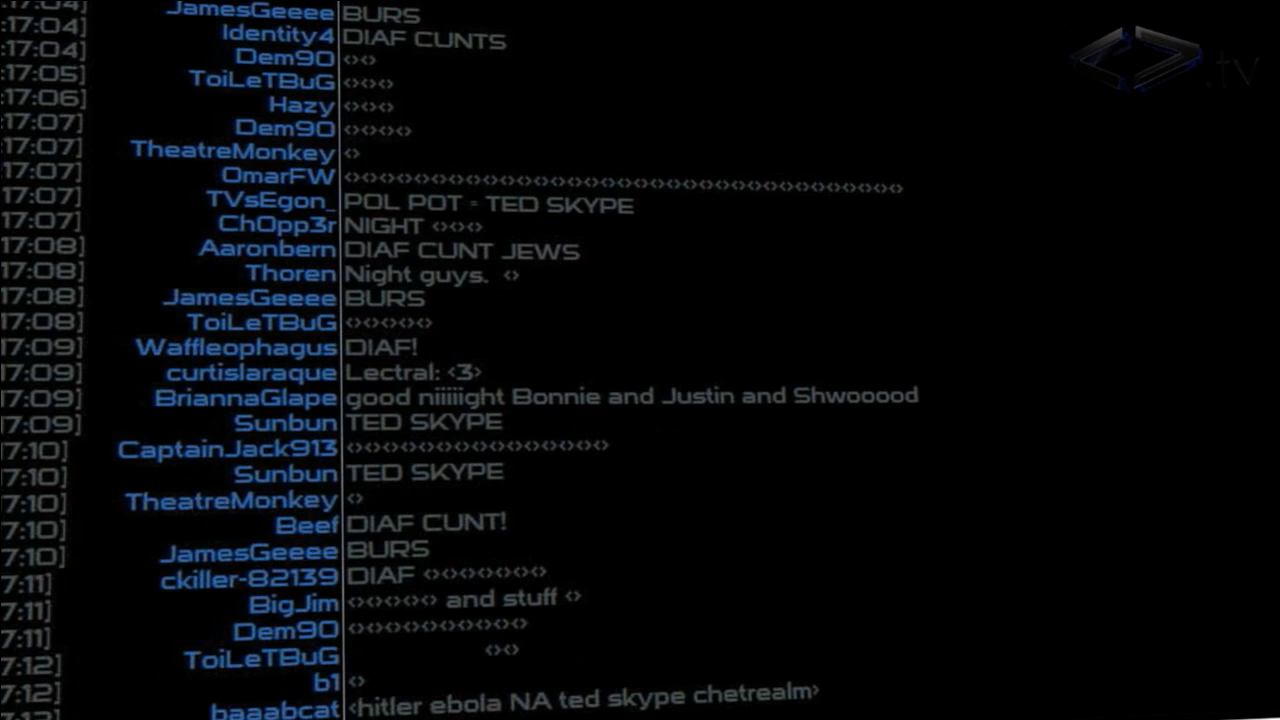 :17:04] JamesGeeee BURS
:17:04] Identity4 DIAF CUNTS
:17:04] Dem90 <><>
:17:05] ToiLeTBuG <><><>
:17:06] Hazy <><><>
:17:07] Dem90 <><><><>
17:07] TheatreMonkey <>
17:07] OmarFW <><><><><><><><><><><><><><><><><><><><><><><><><><><><><><><><>
17:07] TVsEgon_ POL POT - TED SKYPE
17:07] ChOpp3r NIGHT <><><>
17:08] Aaronbern DIAF CUNT JEWS
17:08] Thoren Night guys. <>
17:08] JamesGeeee BURS
17:08] ToiLeTBuG <><><><><>
17:09] Waffleophagus DIAF!
17:09] curtislaraque Lectral: <3>
17:09] BriannaGlape good niiiiight Bonnie and Justin and Shwooood
17:09] Sunbun TED SKYPE
17:10] CaptainJack913 <><><><><><><><><><><><><><><>
7:10] Sunbun TED SKYPE
7:10] TheatreMonkey <>
7:10] Beef DIAF CUNT!
7:10] JamesGeeee BURS
7:11] ckiller-82139 DIAF <><><><><><><>
7:11] BigJim <><><><><> and stuff <>
7:11] Dem90 <><><><><><><><><><>
7:12] ToiLeTBuG <><>
7:12] b1 <>
baaabcat <hitler ebola NA ted skype chetrealm>
.tv